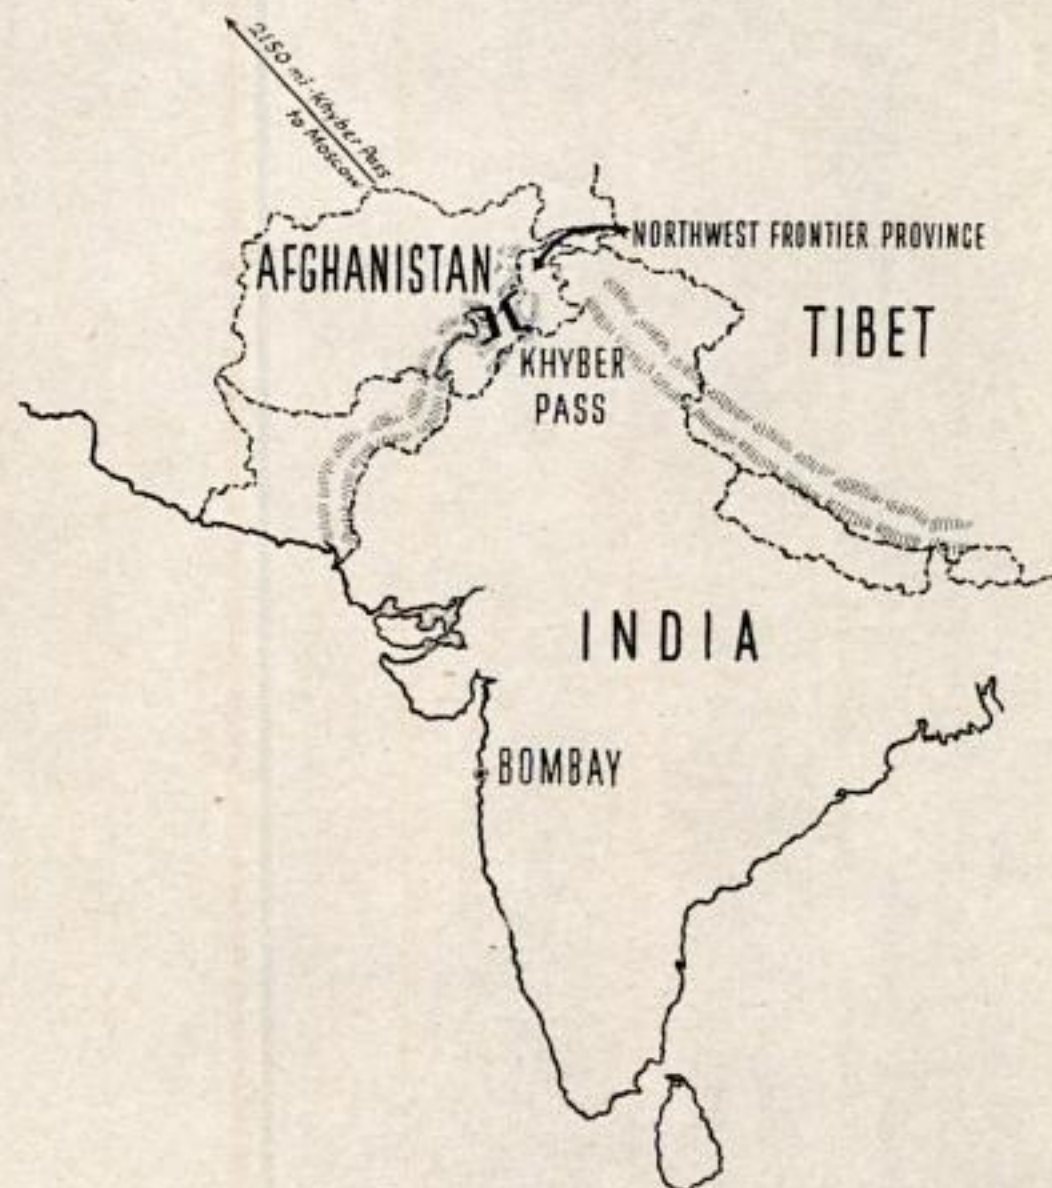 2150 mi-Khyber Pass
to Moscow
NORTHWEST FRONTIER PROVINCE
AFGHANISTAN
TIBET
KHYBER
PASS
INDIA
BOMBAY